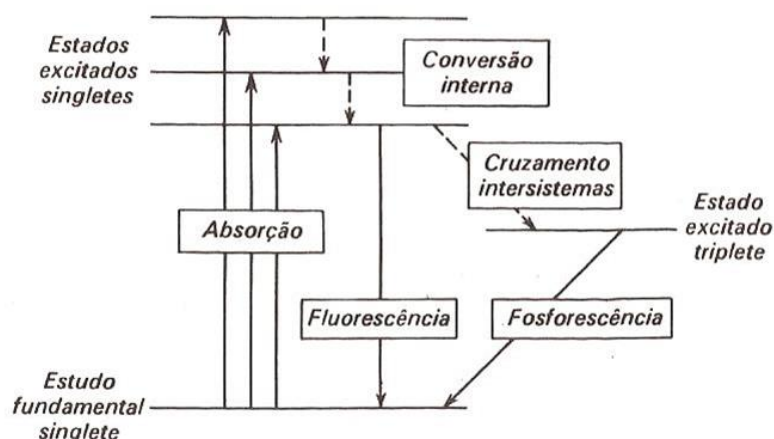 Estados
excitados
singletes
Conversão
interna
Cruzamento
intersistemas
Estado
excitado
triplete
Absorção
Fluorescência
Fosforescência
Estudo
fundamental
singlete